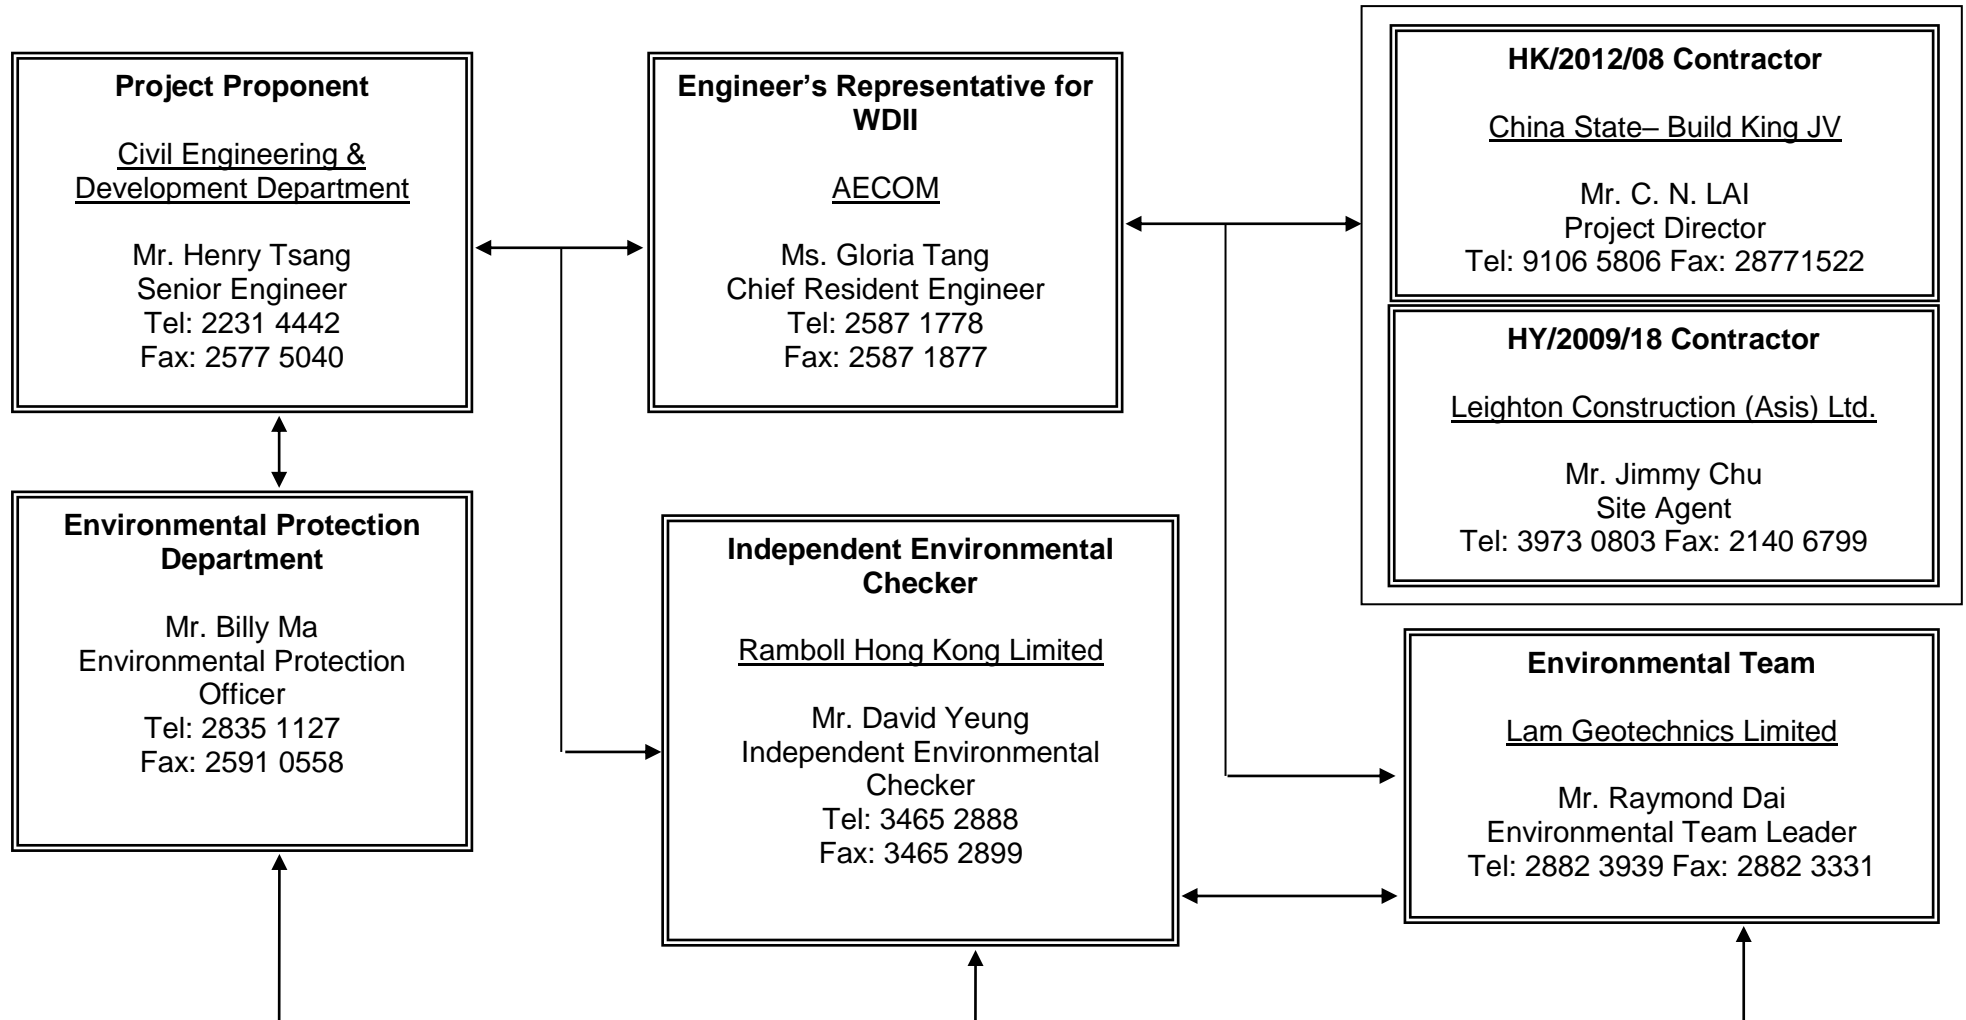 Project Proponent
Civil Engineering &
Development Department
Mr. Henry Tsang
Senior Engineer
Tel: 2231 4442
Fax: 2577 5040
Engineer’s Representative for
WDII
AECOM
Ms. Gloria Tang
Chief Resident Engineer
Tel: 2587 1778
Fax: 2587 1877
HK/2012/08 Contractor
China State– Build King JV
Mr. C. N. LAI
Project Director
Tel: 9106 5806 Fax: 28771522
HY/2009/18 Contractor
Leighton Construction (Asis) Ltd.
Mr. Jimmy Chu
Site Agent
Tel: 3973 0803 Fax: 2140 6799
Environmental Protection
Department
Mr. Billy Ma
Environmental Protection
Officer
Tel: 2835 1127
Fax: 2591 0558
Independent Environmental
Checker
Ramboll Hong Kong Limited
Mr. David Yeung
Independent Environmental
Checker
Tel: 3465 2888
Fax: 3465 2899
Environmental Team
Lam Geotechnics Limited
Mr. Raymond Dai
Environmental Team Leader
Tel: 2882 3939 Fax: 2882 3331